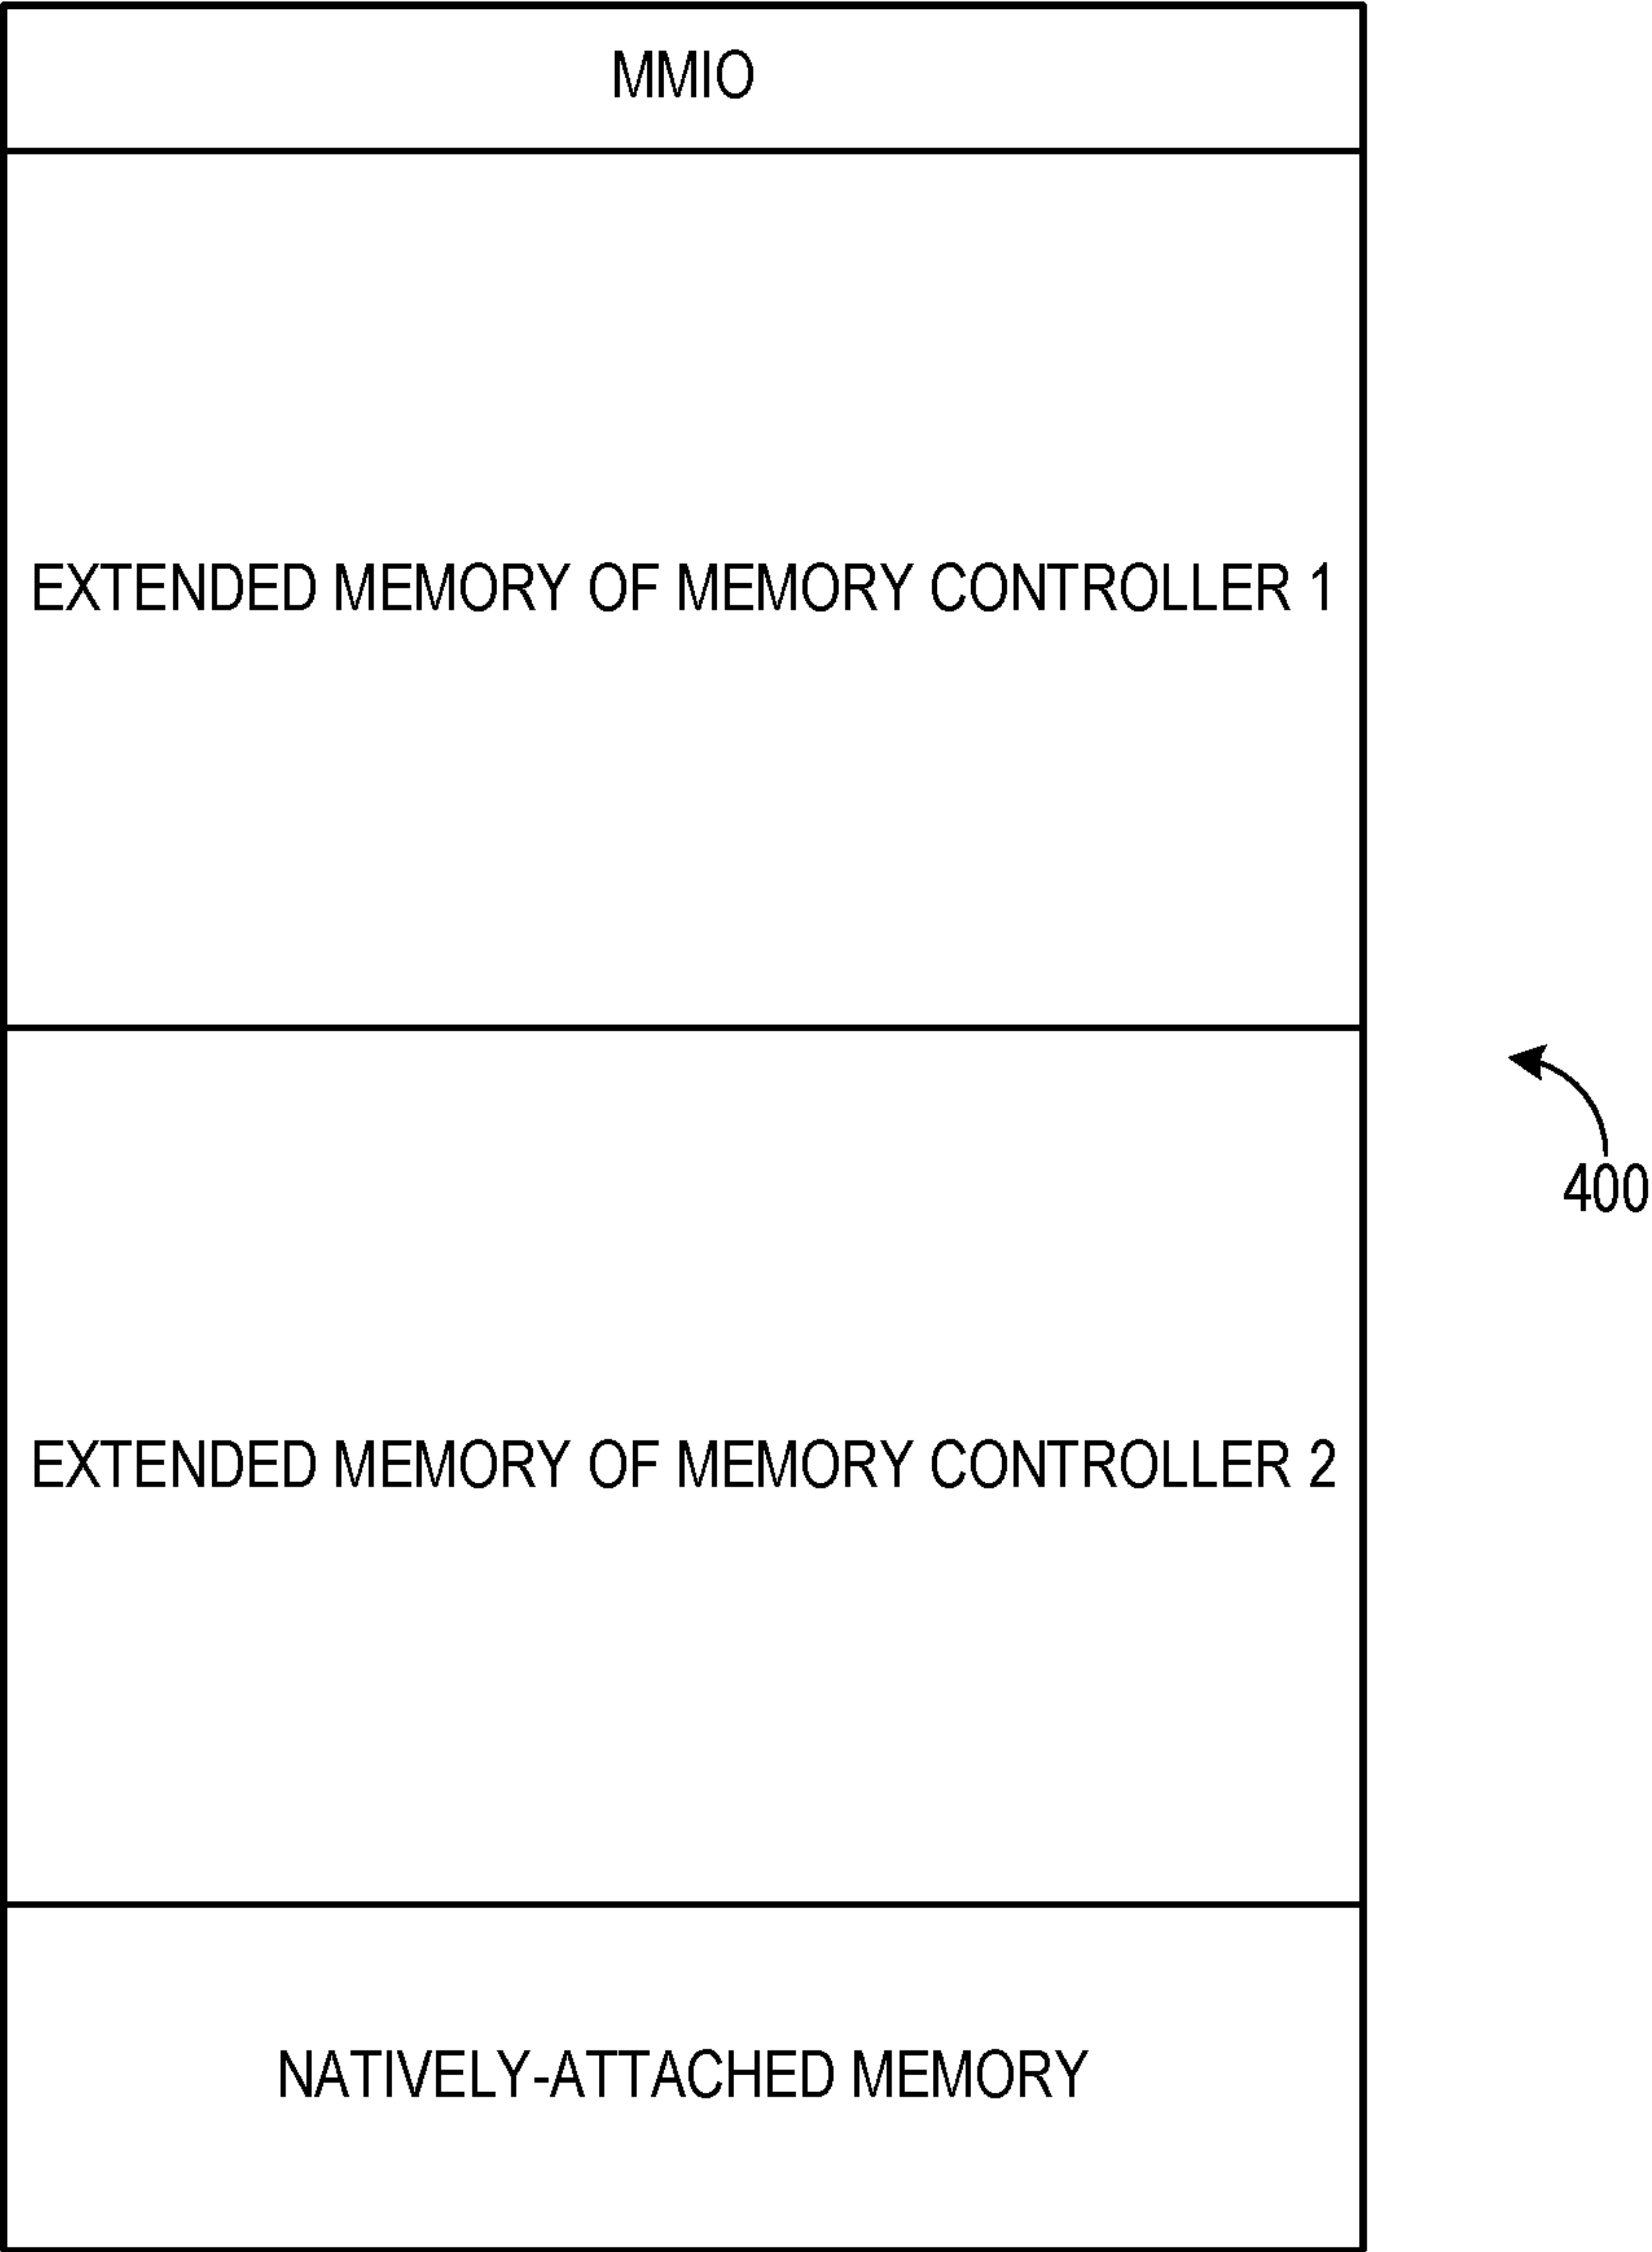 MMIO
EXTENDED MEMORY OF MEMORY CONTROLLER 1
400
EXTENDED MEMORY OF MEMORY CONTROLLER 2
NATIVELY-ATTACHED MEMORY